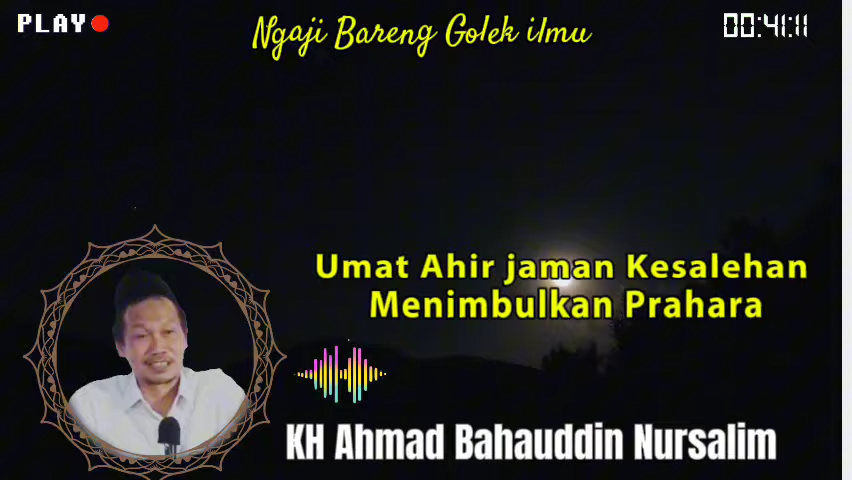 PLAY
Ngaji Bareng Golek ilmu
00:41:11
Umat Ahir jaman Kesalehan
Menimbulkan Prahara
KH Ahmad Bahauddin Nursalim